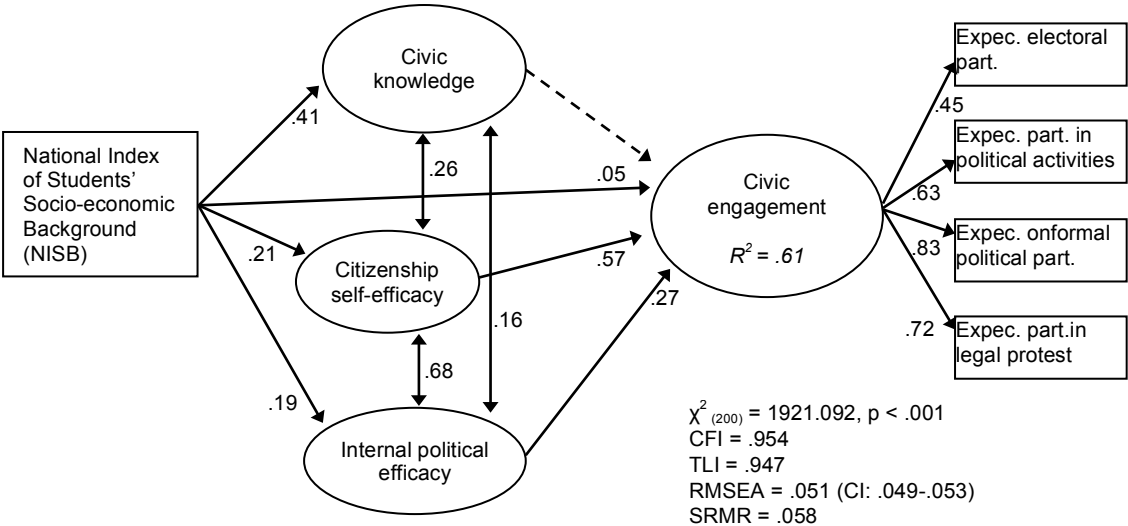 Civic
knowledge
Expec. electoral
part.
.45
.41
National Index
of Students’
Socio-economic
Background
(NISB)
.26
.05
Civic
engagement
R² = .61
Expec. part. in
political activities
.63
.21
Citizenship
self-efficacy
.57
Expec. onformal
political part.
.83
.27
.16
.68
.72
Expec. part.in
legal protest
.19
Internal political
efficacy
χ² (200) = 1921.092, p < .001
CFI = .954
TLI = .947
RMSEA = .051 (CI: .049-.053)
SRMR = .058